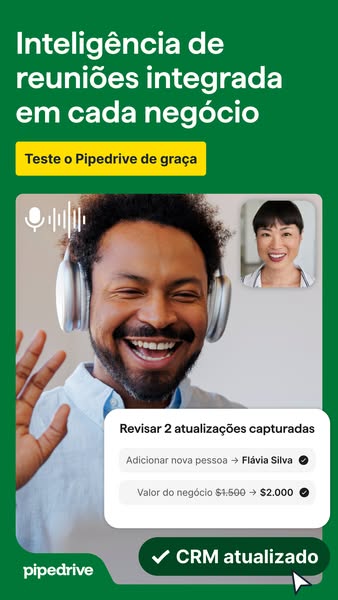 Inteligência de
reuniões integrada
em cada negócio
Teste o Pipedrive de graça
Revisar 2 atualizações capturadas
Adicionar nova pessoa → Flávia Silva
Valor do negócio $1.500 → $2.000
CRM atualizado
pipedrive